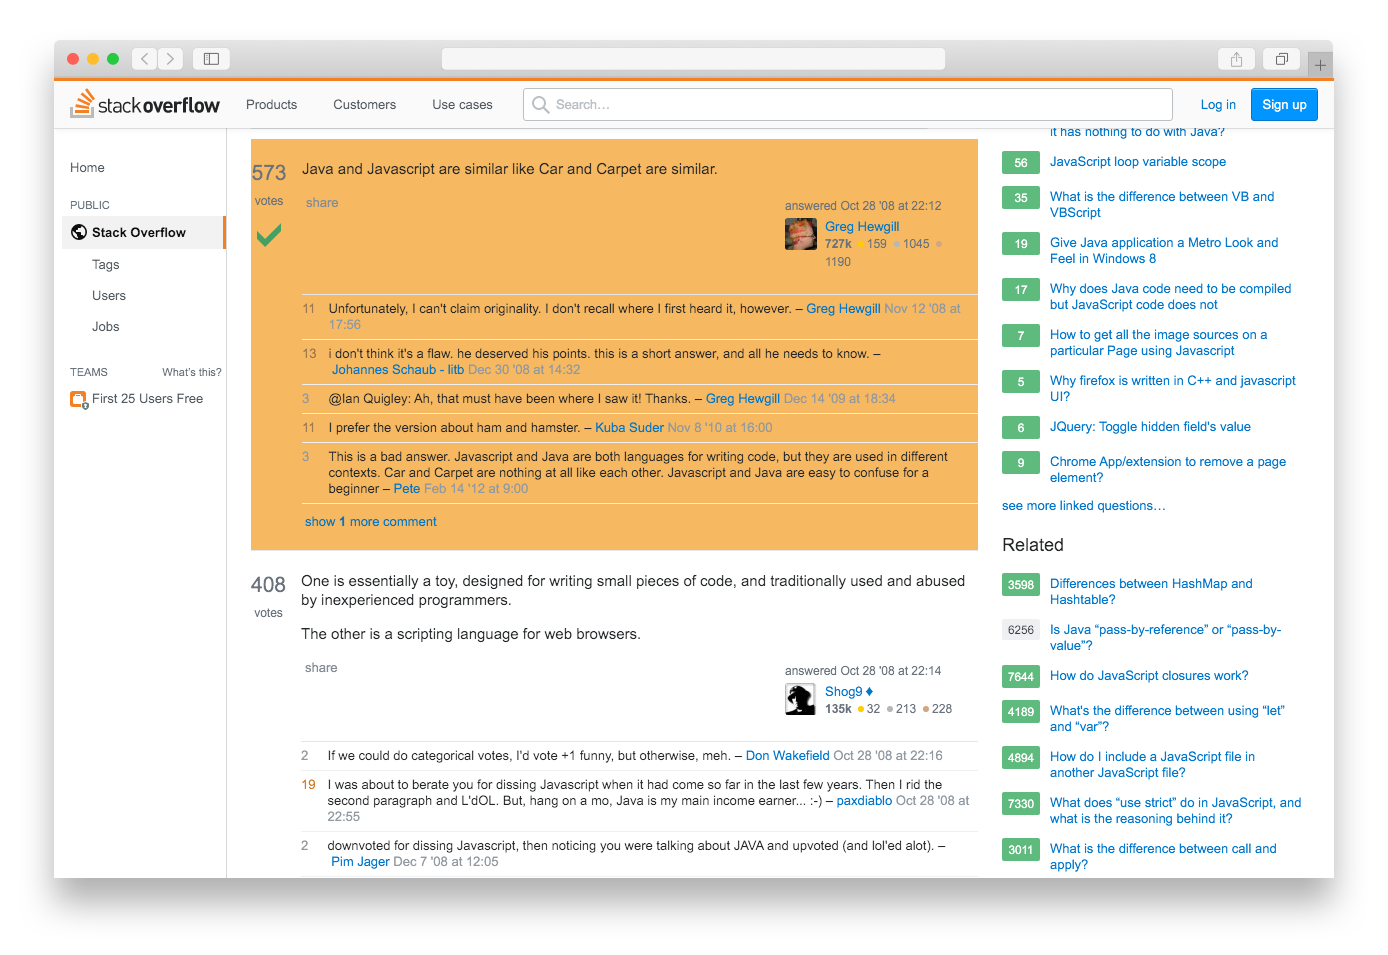 stackoverflow
Products
Customers
Use cases
Search...
Log in
Sign up
Home
PUBLIC
Stack Overflow
Tags
Users
Jobs
TEAMS
What's this?
First 25 Users Free
573
votes
Java and Javascript are similar like Car and Carpet are similar.
share
answered Oct 28 '08 at 22:12
Greg Hewgill
727k 159 1045
1190
11 Unfortunately, I can't claim originality. I don't recall where I first heard it, however. – Greg Hewgill Nov 12 '08 at
17:56
13 i don't think it's a flaw. he deserved his points. this is a short answer, and all he needs to know. –
Johannes Schaub - litb Dec 30 '08 at 14:32
3 @Ian Quigley: Ah, that must have been where I saw it! Thanks. – Greg Hewgill Dec 14 '09 at 18:34
11 I prefer the version about ham and hamster. – Kuba Suder Nov 8 '10 at 16:00
3 This is a bad answer. Javascript and Java are both languages for writing code, but they are used in different
contexts. Car and Carpet are nothing at all like each other. Javascript and Java are easy to confuse for a
beginner – Pete Feb 14 '12 at 9:00
show 1 more comment
408
votes
One is essentially a toy, designed for writing small pieces of code, and traditionally used and abused
by inexperienced programmers.
The other is a scripting language for web browsers.
share
answered Oct 28 '08 at 22:14
Shog9 ♦
135k 32 213 228
2 If we could do categorical votes, I'd vote +1 funny, but otherwise, meh. – Don Wakefield Oct 28 '08 at 22:16
19 I was about to berate you for dissing Javascript when it had come so far in the last few years. Then I rid the
second paragraph and L'dOL. But, hang on a mo, Java is my main income earner... :-) – paxdiablo Oct 28 '08 at
22:55
2 downvoted for dissing Javascript, then noticing you were talking about JAVA and upvoted (and lol'ed alot). –
Pim Jager Dec 7 '08 at 12:05
it has nothing to do with Java?
56 JavaScript loop variable scope
35 What is the difference between VB and
VBScript
19 Give Java application a Metro Look and
Feel in Windows 8
17 Why does Java code need to be compiled
but JavaScript code does not
7 How to get all the image sources on a
particular Page using Javascript
5 Why firefox is written in C++ and javascript
UI?
6 JQuery: Toggle hidden field's value
9 Chrome App/extension to remove a page
element?
see more linked questions…
Related
3598 Differences between HashMap and
Hashtable?
6256 Is Java “pass-by-reference” or “pass-by-
value”?
7644 How do JavaScript closures work?
4189 What's the difference between using “let”
and “var”?
4894 How do I include a JavaScript file in
another JavaScript file?
7330 What does “use strict” do in JavaScript, and
what is the reasoning behind it?
3011 What is the difference between call and
apply?